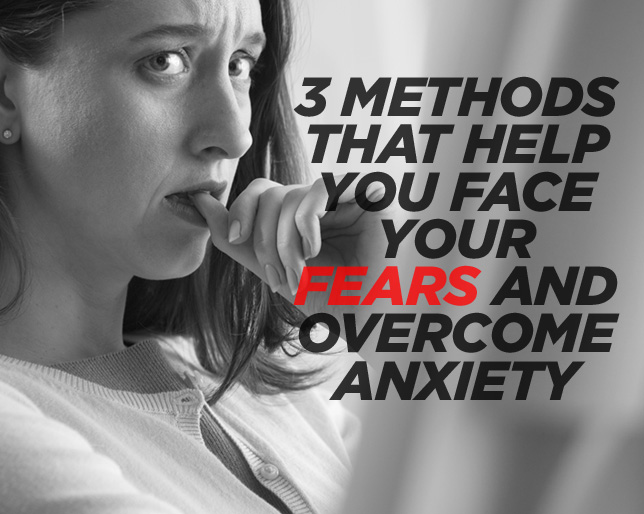 3 METHODS
THAT HELP
YOU FACE
YOUR
FEARS AND
OVERCOME
ANXIETY